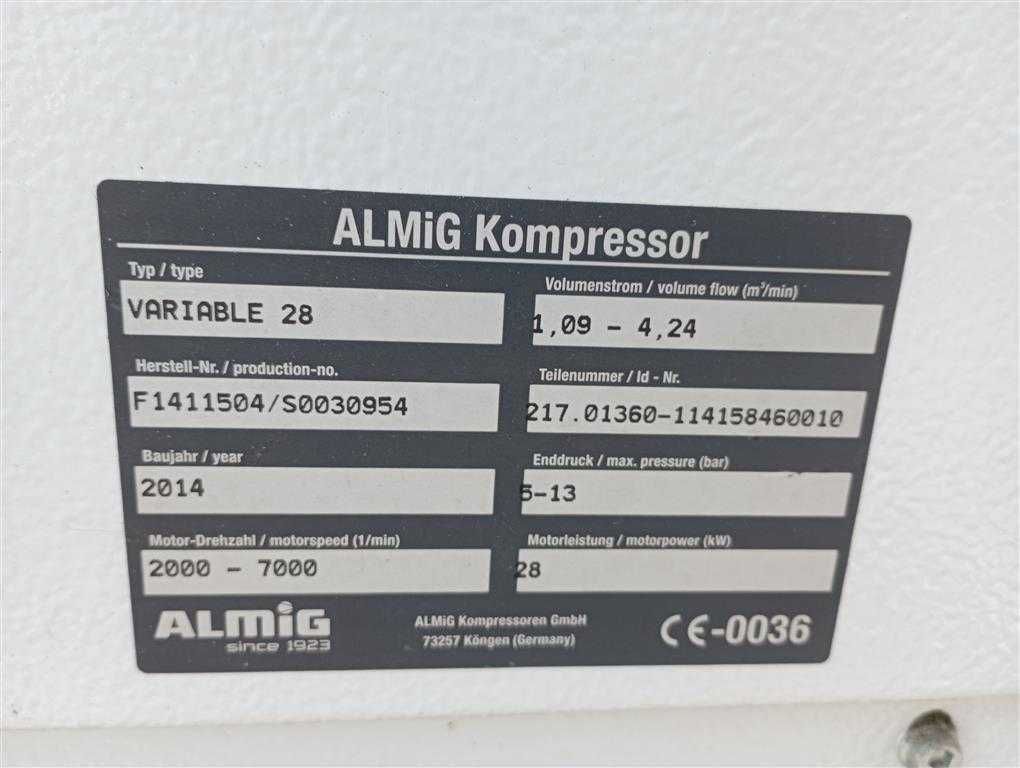 ALMiG Kompressor
Typ / type
VARIABLE 28
Volumenstrom / volume flow (m³/min)
1,09 - 4,24
Herstell-Nr. / production-no.
F1411504/S0030954
Teilenummer / Id - Nr.
217.01360-114158460010
Baujahr / year
2014
Enddruck / max. pressure (bar)
5-13
Motor-Drehzahl / motorspeed (1/min)
2000 - 7000
Motorleistung / motorpower (kW)
28
ALMiG
since 1923
ALMiG Kompressoren GmbH
73257 Köngen (Germany)
CE-0036